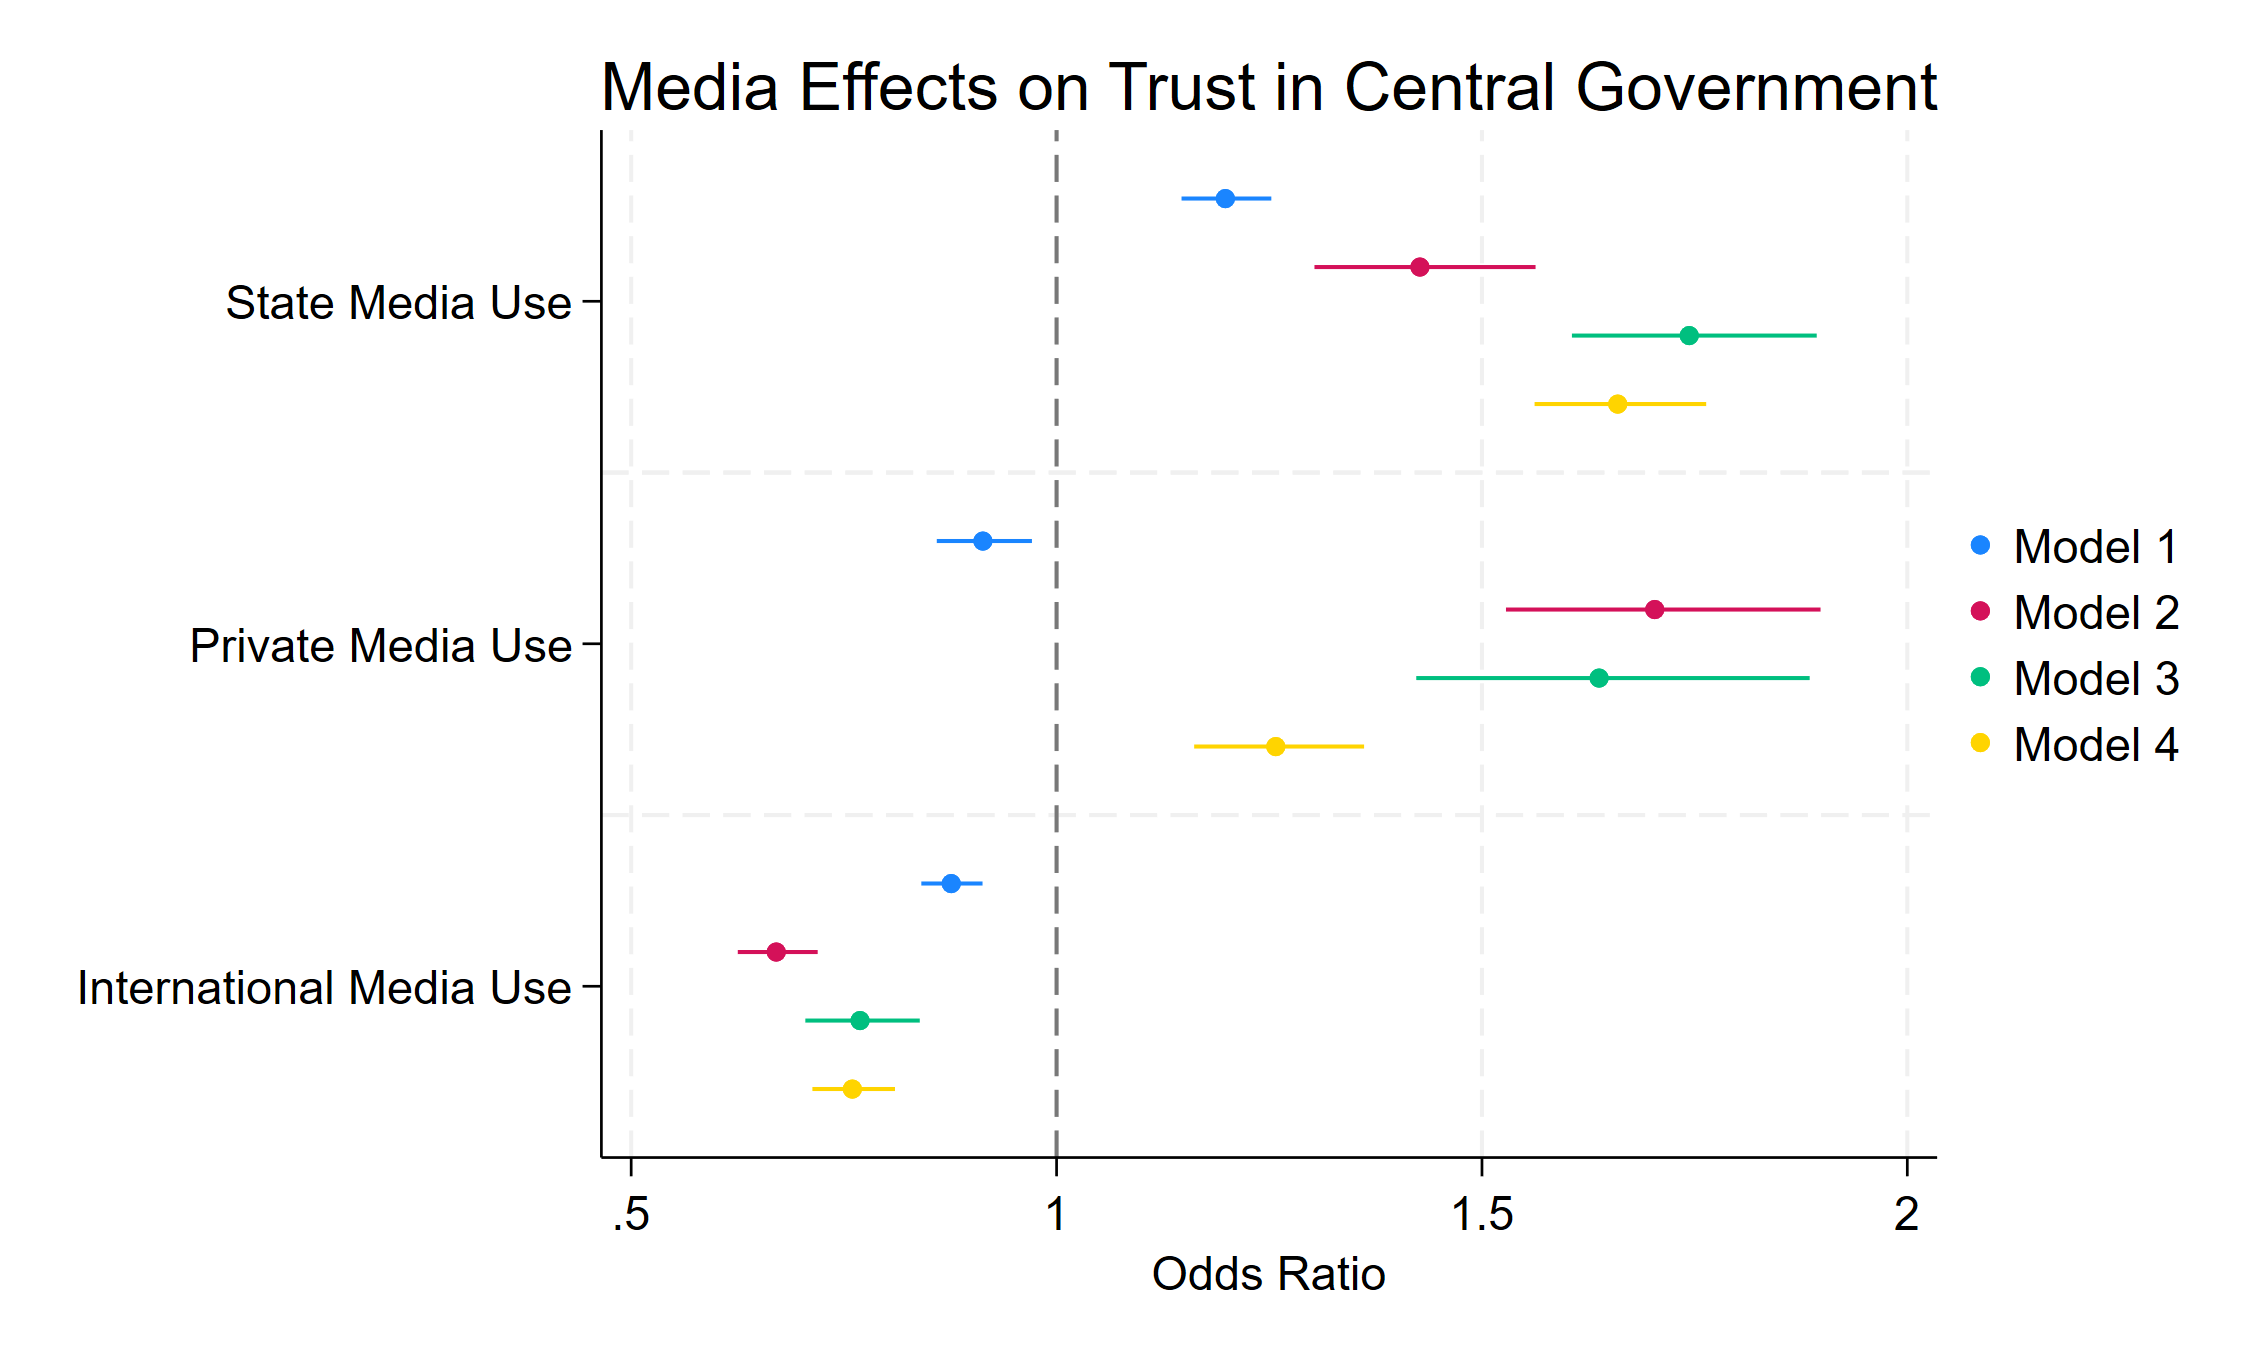 Media Effects on Trust in Central Government
State Media Use
Private Media Use
International Media Use
Model 1
Model 2
Model 3
Model 4
.5 1 1.5 2
Odds Ratio